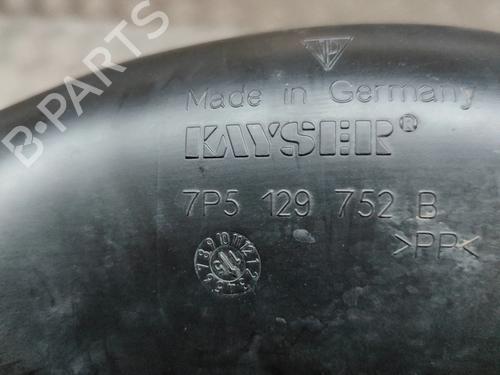 B-PARTS
Made in Germany
KAYSER®
7P5 129 752 B
>PP<